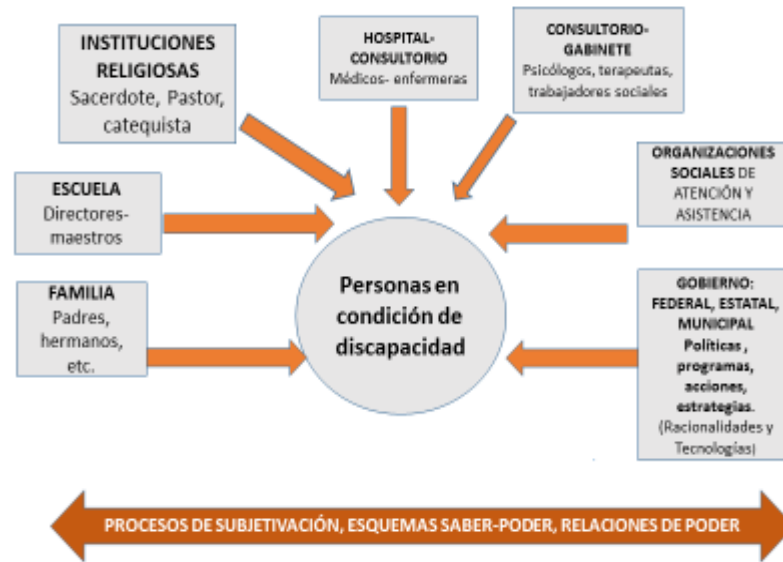 INSTITUCIONES
RELIGIOSAS
Sacerdote, Pastor,
catequista
HOSPITAL-
CONSULTORIO
Médicos- enfermeras
CONSULTORIO-
GABINETE
Psicólogos, terapeutas,
trabajadores sociales
ESCUELA
Directores-
maestros
ORGANIZACIONES
SOCIALES DE
ATENCIÓN Y
ASISTENCIA
FAMILIA
Padres,
hermanos,
etc.
Personas en
condición de
discapacidad
GOBIERNO:
FEDERAL, ESTATAL,
MUNICIPAL
Políticas ,
programas,
acciones,
estrategias.
(Racionalidades y
Tecnologías)
PROCESOS DE SUBJETIVACIÓN, ESQUEMAS SABER-PODER, RELACIONES DE PODER